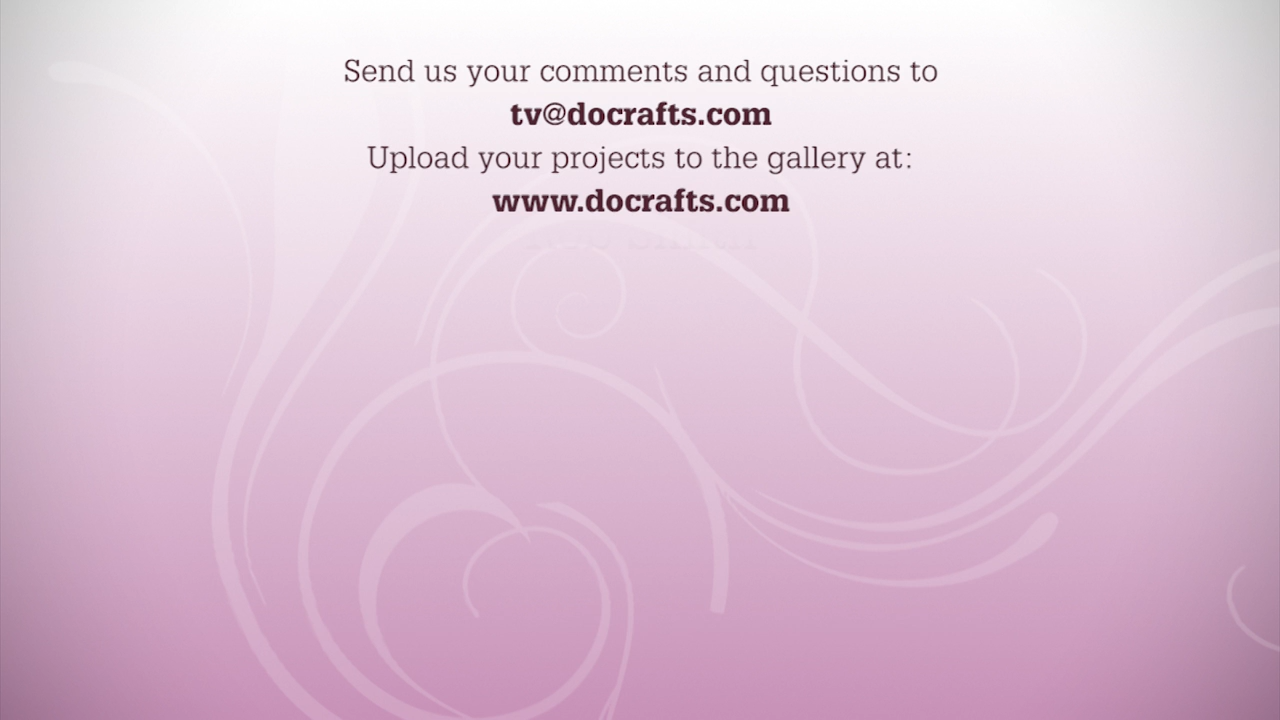 Send us your comments and questions to
tv@docrafts.com
Upload your projects to the gallery at:
www.docrafts.com